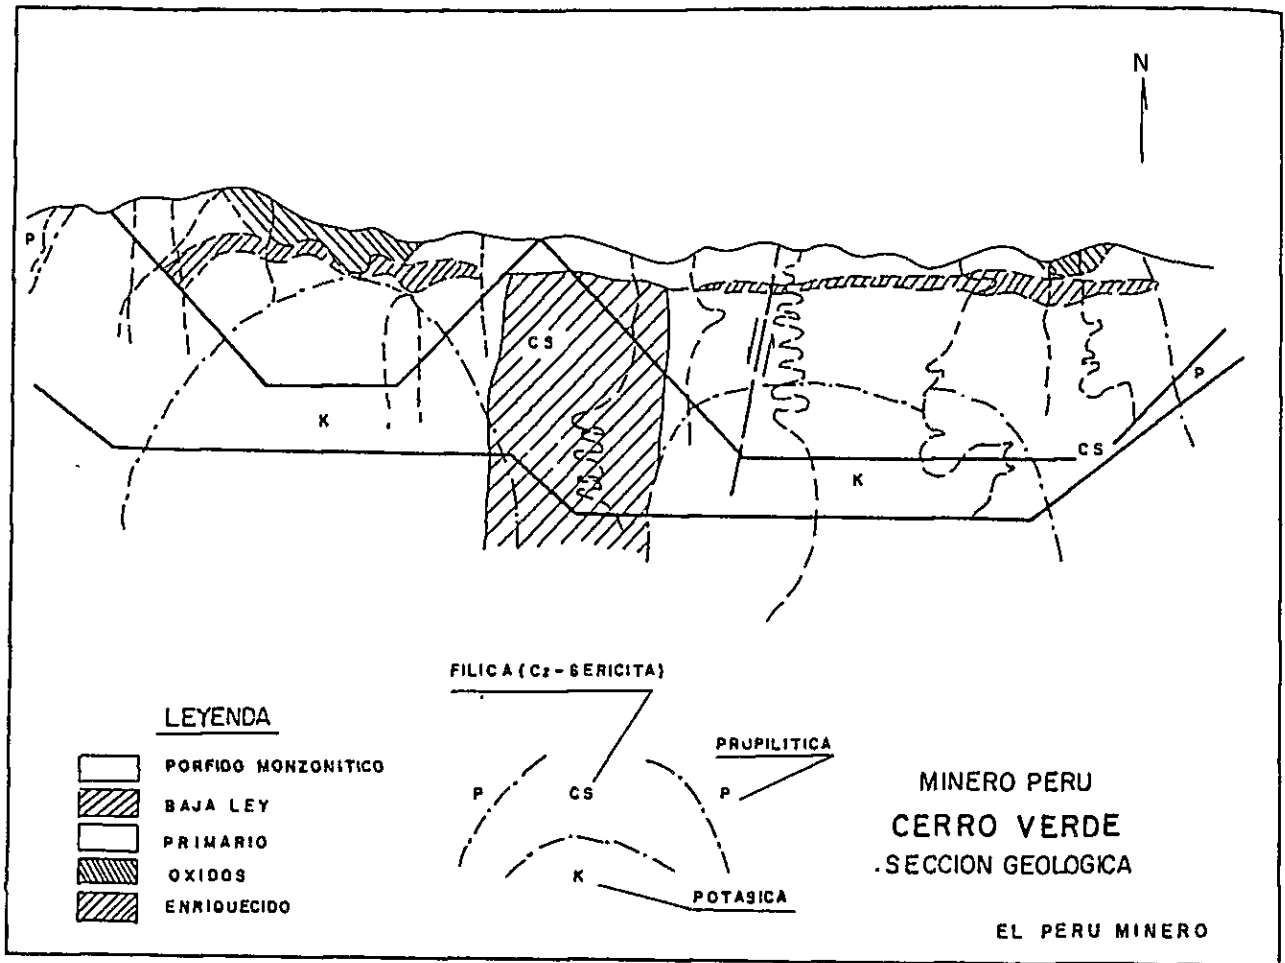 N
P
CS
K
P
CS
K
FILICA (Cz-SERICITA)
LEYENDA
PORFIDO MONZONITICO
BAJA LEY
PRIMARIO
OXIDOS
ENRIQUECIDO
PROPILITICA
P
CS
P
K
POTASICA
MINERO PERU
CERRO VERDE
.SECCION GEOLOGICA
EL PERU MINERO